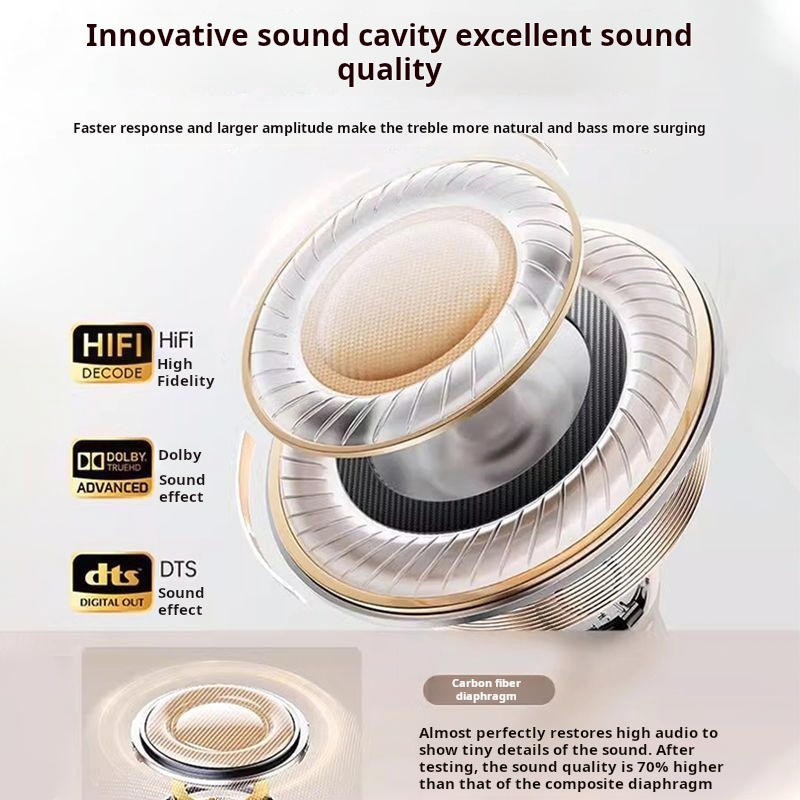 Innovative sound cavity excellent sound
quality
Faster response and larger amplitude make the treble more natural and bass more surging
HIFI
DECODE
HiFi
High
Fidelity
DOLBY.
TRUEHD
ADVANCED
Dolby
Sound
effect
dts
DIGITAL OUT
DTS
Sound
effect
Carbon fiber
diaphragm
Almost perfectly restores high audio to
show tiny details of the sound. After
testing, the sound quality is 70% higher
than that of the composite diaphragm